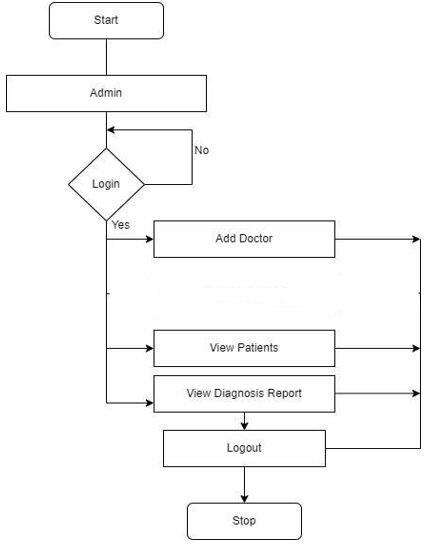 Start
Admin
No
Login
Yes
Add Doctor
View Patients
View Diagnosis Report
Logout
Stop